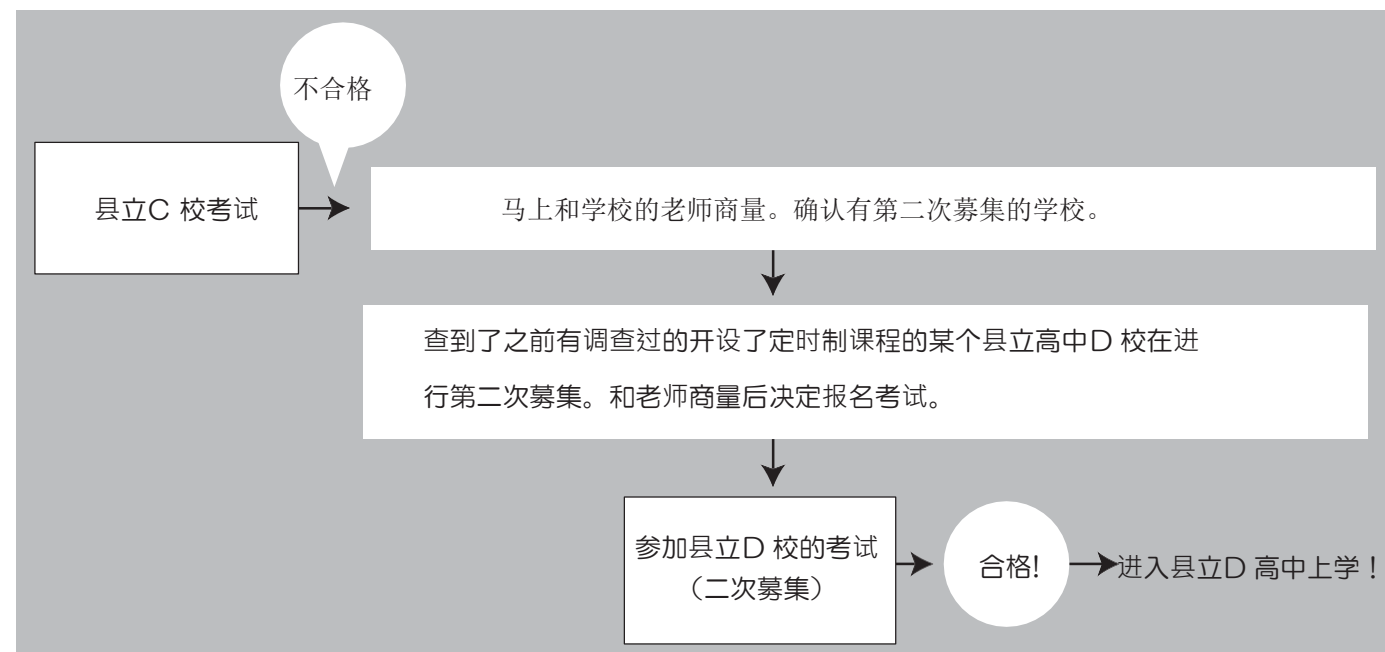 不合格
县立C 校考试
马上和学校的老师商量。确认有第二次募集的学校。
查到了之前有调查过的开设了定时制课程的某个县立高中D 校在进
行第二次募集。和老师商量后决定报名考试。
参加县立D 校的考试
（二次募集）
合格!
进入县立D 高中上学！